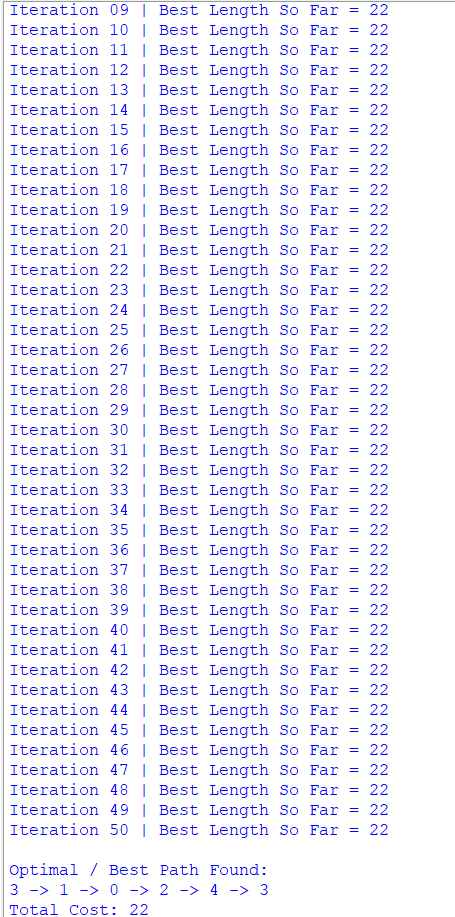 Iteration 09 | Best Length So Far = 22
Iteration 10 | Best Length So Far = 22
Iteration 11 | Best Length So Far = 22
Iteration 12 | Best Length So Far = 22
Iteration 13 | Best Length So Far = 22
Iteration 14 | Best Length So Far = 22
Iteration 15 | Best Length So Far = 22
Iteration 16 | Best Length So Far = 22
Iteration 17 | Best Length So Far = 22
Iteration 18 | Best Length So Far = 22
Iteration 19 | Best Length So Far = 22
Iteration 20 | Best Length So Far = 22
Iteration 21 | Best Length So Far = 22
Iteration 22 | Best Length So Far = 22
Iteration 23 | Best Length So Far = 22
Iteration 24 | Best Length So Far = 22
Iteration 25 | Best Length So Far = 22
Iteration 26 | Best Length So Far = 22
Iteration 27 | Best Length So Far = 22
Iteration 28 | Best Length So Far = 22
Iteration 29 | Best Length So Far = 22
Iteration 30 | Best Length So Far = 22
Iteration 31 | Best Length So Far = 22
Iteration 32 | Best Length So Far = 22
Iteration 33 | Best Length So Far = 22
Iteration 34 | Best Length So Far = 22
Iteration 35 | Best Length So Far = 22
Iteration 36 | Best Length So Far = 22
Iteration 37 | Best Length So Far = 22
Iteration 38 | Best Length So Far = 22
Iteration 39 | Best Length So Far = 22
Iteration 40 | Best Length So Far = 22
Iteration 41 | Best Length So Far = 22
Iteration 42 | Best Length So Far = 22
Iteration 43 | Best Length So Far = 22
Iteration 44 | Best Length So Far = 22
Iteration 45 | Best Length So Far = 22
Iteration 46 | Best Length So Far = 22
Iteration 47 | Best Length So Far = 22
Iteration 48 | Best Length So Far = 22
Iteration 49 | Best Length So Far = 22
Iteration 50 | Best Length So Far = 22

Optimal / Best Path Found:
3 -> 1 -> 0 -> 2 -> 4 -> 3
Total Cost: 22